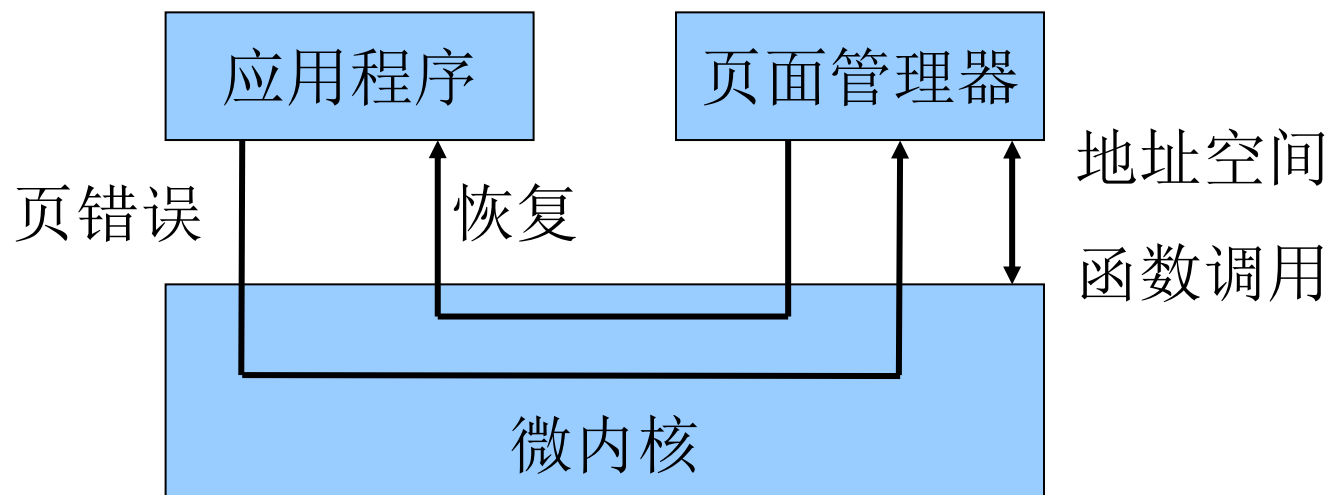 应用程序
页面管理器
页错误
恢复
地址空间
函数调用
微内核